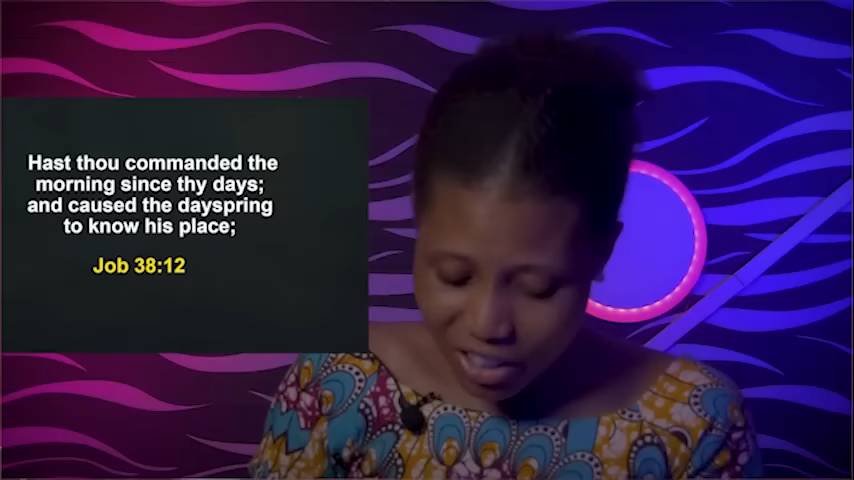 Hast thou commanded the
morning since thy days;
and caused the dayspring
to know his place;
Job 38:12